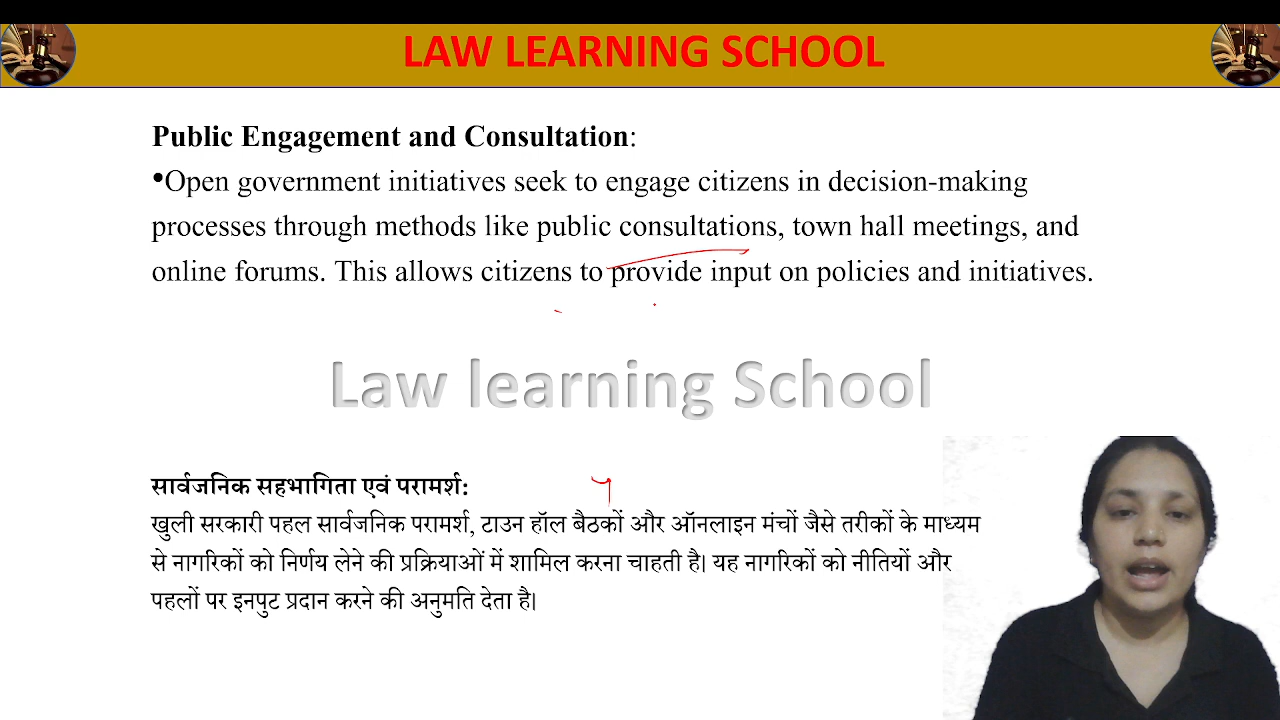 LAW LEARNING SCHOOL
Public Engagement and Consultation:
•Open government initiatives seek to engage citizens in decision-making
processes through methods like public consultations, town hall meetings, and
online forums. This allows citizens to provide input on policies and initiatives.
Law learning School
सार्वजनिक सहभागिता एवं परामर्श:
खुली सरकारी पहल सार्वजनिक परामर्श, टाउन हॉल बैठकों और ऑनलाइन मंचों जैसे तरीकों के माध्यम
से नागरिकों को निर्णय लेने की प्रक्रियाओं में शामिल करना चाहती है। यह नागरिकों को नीतियों और
पहलों पर इनपुट प्रदान करने की अनुमति देता है।